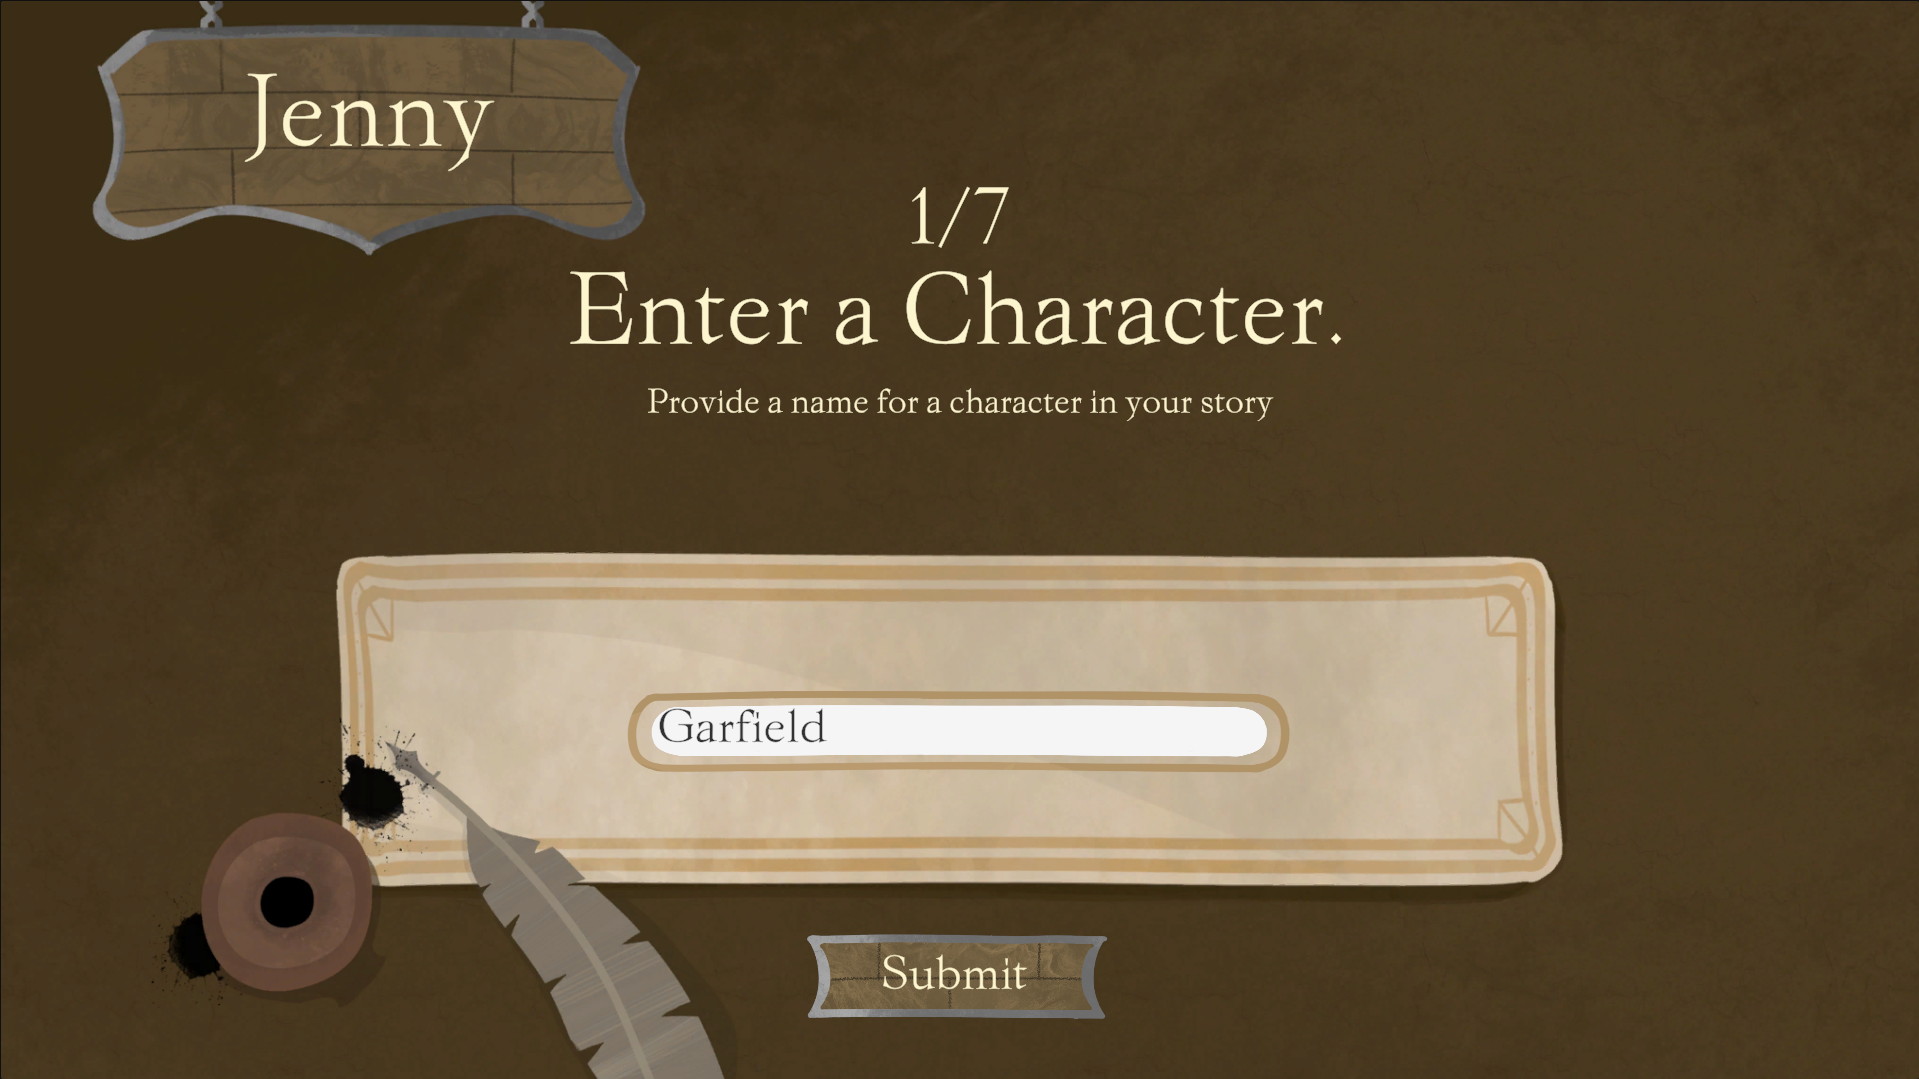 Jenny
1/7
Enter a Character.
Provide a name for a character in your story
Garfield
Submit